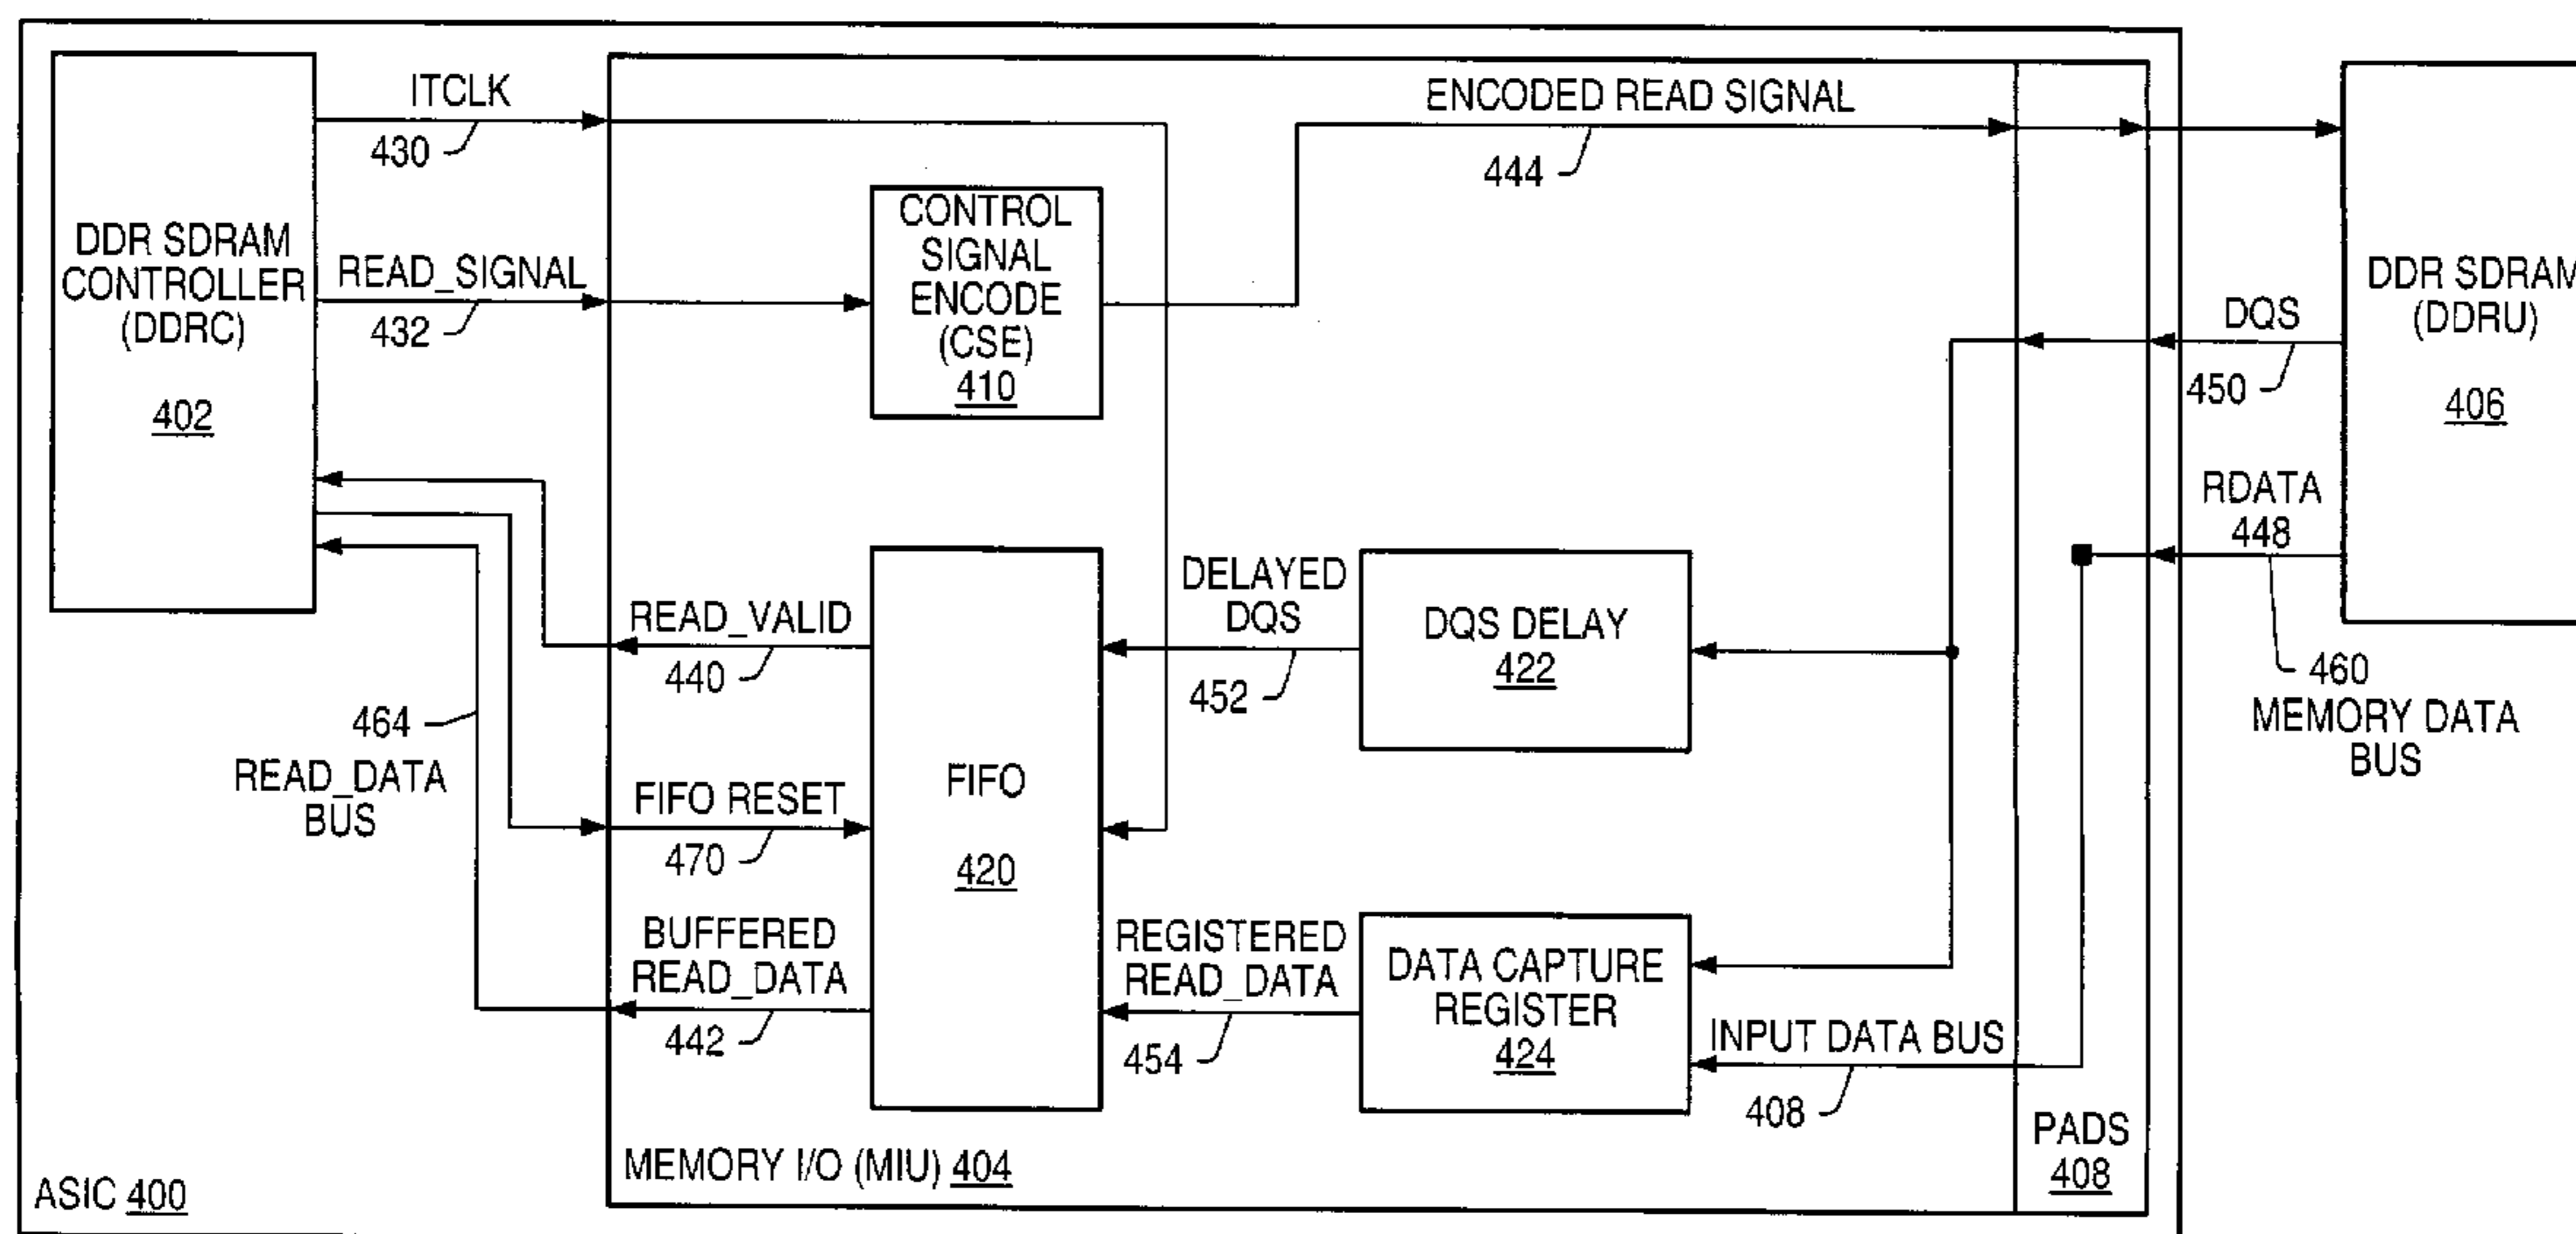 ITCLK
430
ENCODED READ SIGNAL
444
DDR SDRAM
CONTROLLER
(DDRC)
402
READ_SIGNAL
432
CONTROL
SIGNAL
ENCODE
(CSE)
410
DDR SDRAM
(DDRU)
406
DQS
450
RDATA
448
460
MEMORY DATA
BUS
READ_VALID
440
DELAYED
DQS
452
DQS DELAY
422
464
READ_DATA
BUS
FIFO RESET
470
FIFO
420
BUFFERED
READ_DATA
442
REGISTERED
READ_DATA
454
DATA CAPTURE
REGISTER
424
INPUT DATA BUS
408
PADS
408
MEMORY I/O (MIU) 404
ASIC 400